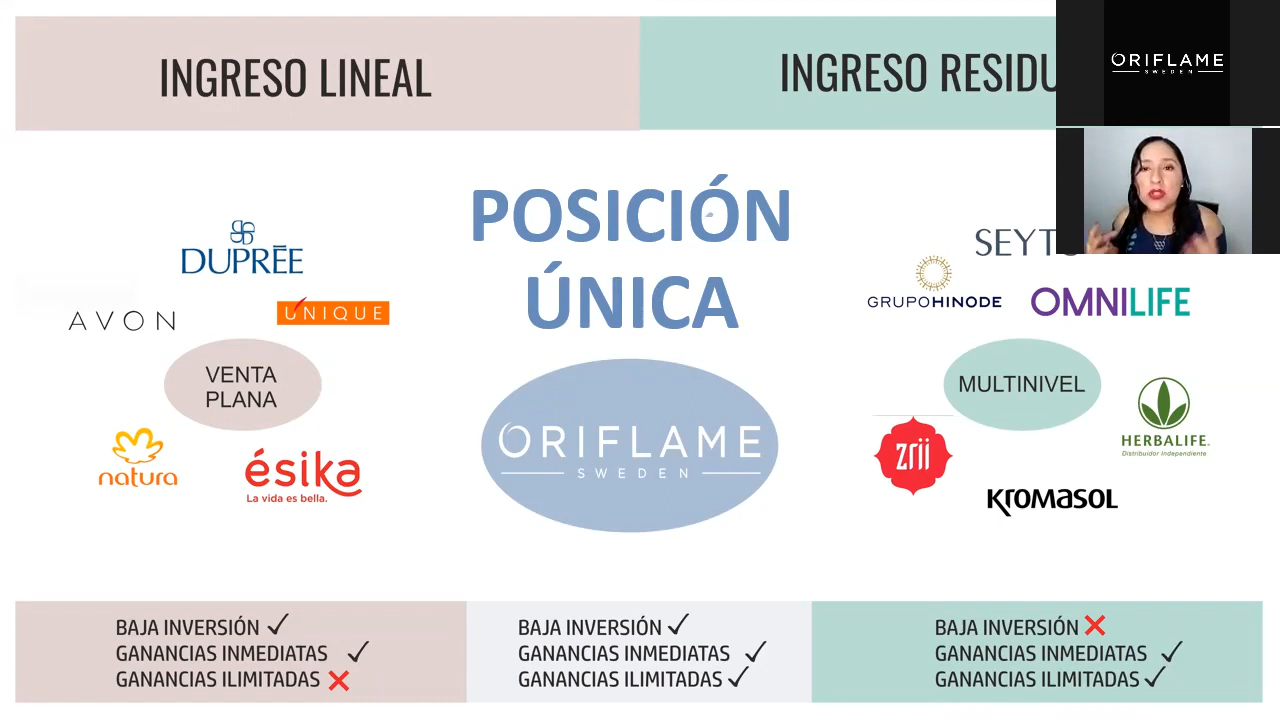 INGRESO LINEAL
INGRESO RESIDU
ORIFLAME
SWEDEN
POSICIÓN
ÚNICA
DUPRĒE
AVON
UNIQUE
VENTA
PLANA
natura
ésika
La vida es bella.
ORIFLAME
SWEDEN
SEYT
GRUPOHINODE
OMNILIFE
MULTINIVEL
HERBALIFE
Distribuidor Independiente
zrii
KROMASOL
BAJA INVERSIÓN ✓
GANANCIAS INMEDIATAS ✓
GANANCIAS ILIMITADAS ❌
BAJA INVERSIÓN ✓
GANANCIAS INMEDIATAS ✓
GANANCIAS ILIMITADAS ✓
BAJA INVERSIÓN ❌
GANANCIAS INMEDIATAS ✓
GANANCIAS ILIMITADAS ✓